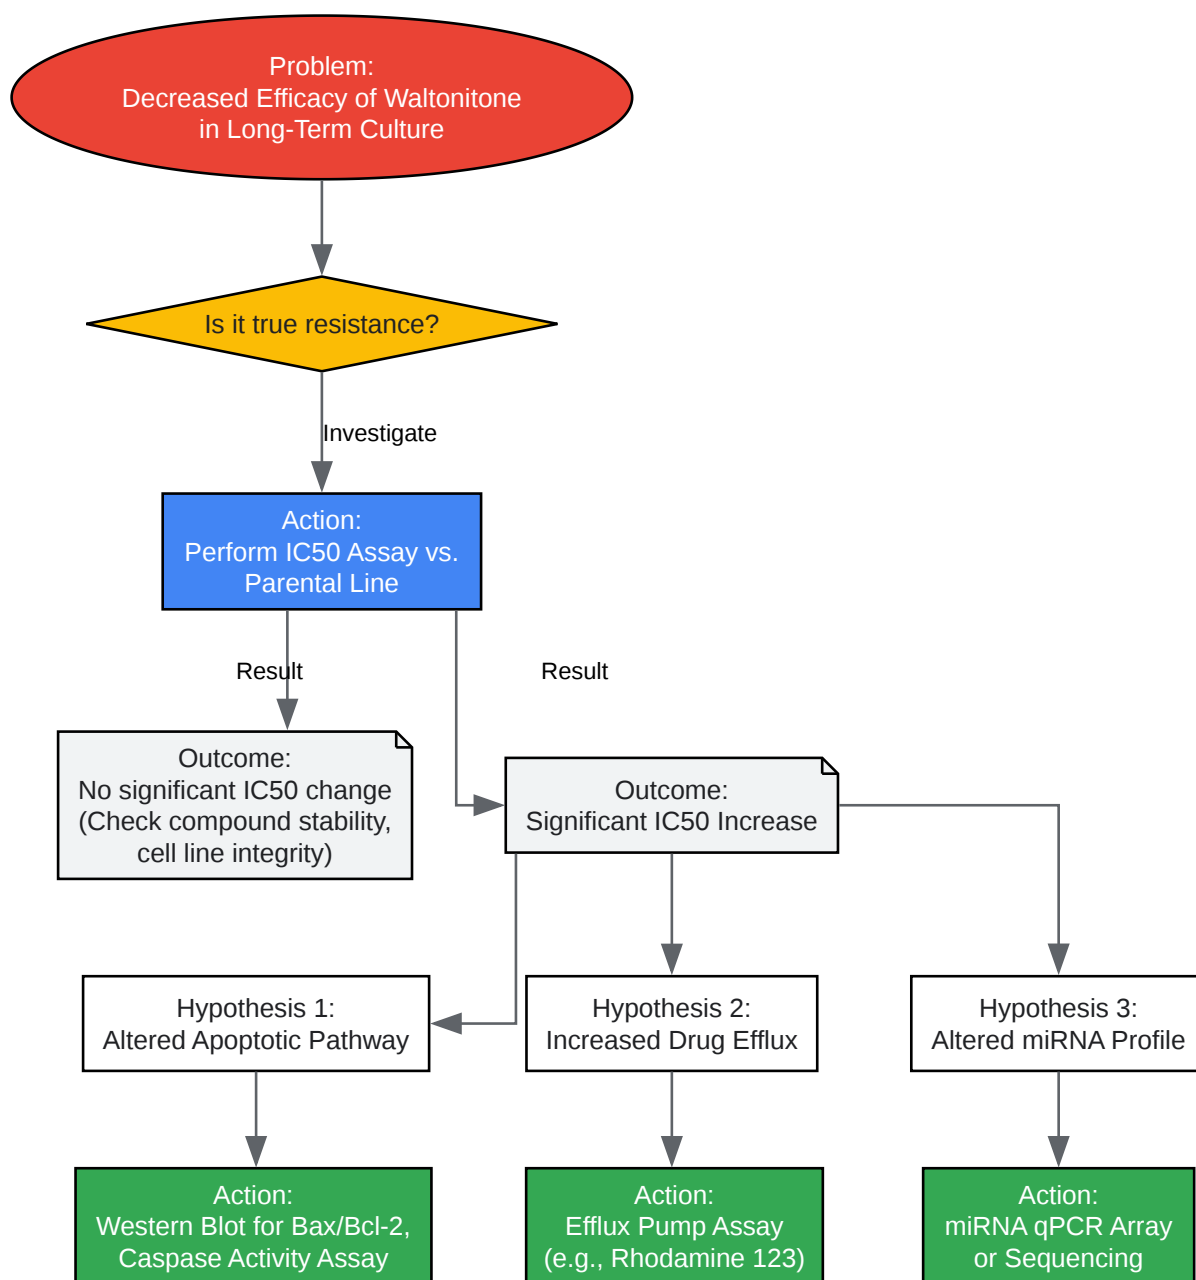 Problem:
Decreased Efficacy of Waltonitone
in Long-Term Culture
Is it true resistance?
Investigate
Action:
Perform IC50 Assay vs.
Parental Line
Result
Result
Outcome:
No significant IC50 change
(Check compound stability,
cell line integrity)
Outcome:
Significant IC50 Increase
Hypothesis 1:
Altered Apoptotic Pathway
Hypothesis 2:
Increased Drug Efflux
Hypothesis 3:
Altered miRNA Profile
Action:
Western Blot for Bax/Bcl-2,
Caspase Activity Assay
Action:
Efflux Pump Assay
(e.g., Rhodamine 123)
Action:
miRNA qPCR Array
or Sequencing